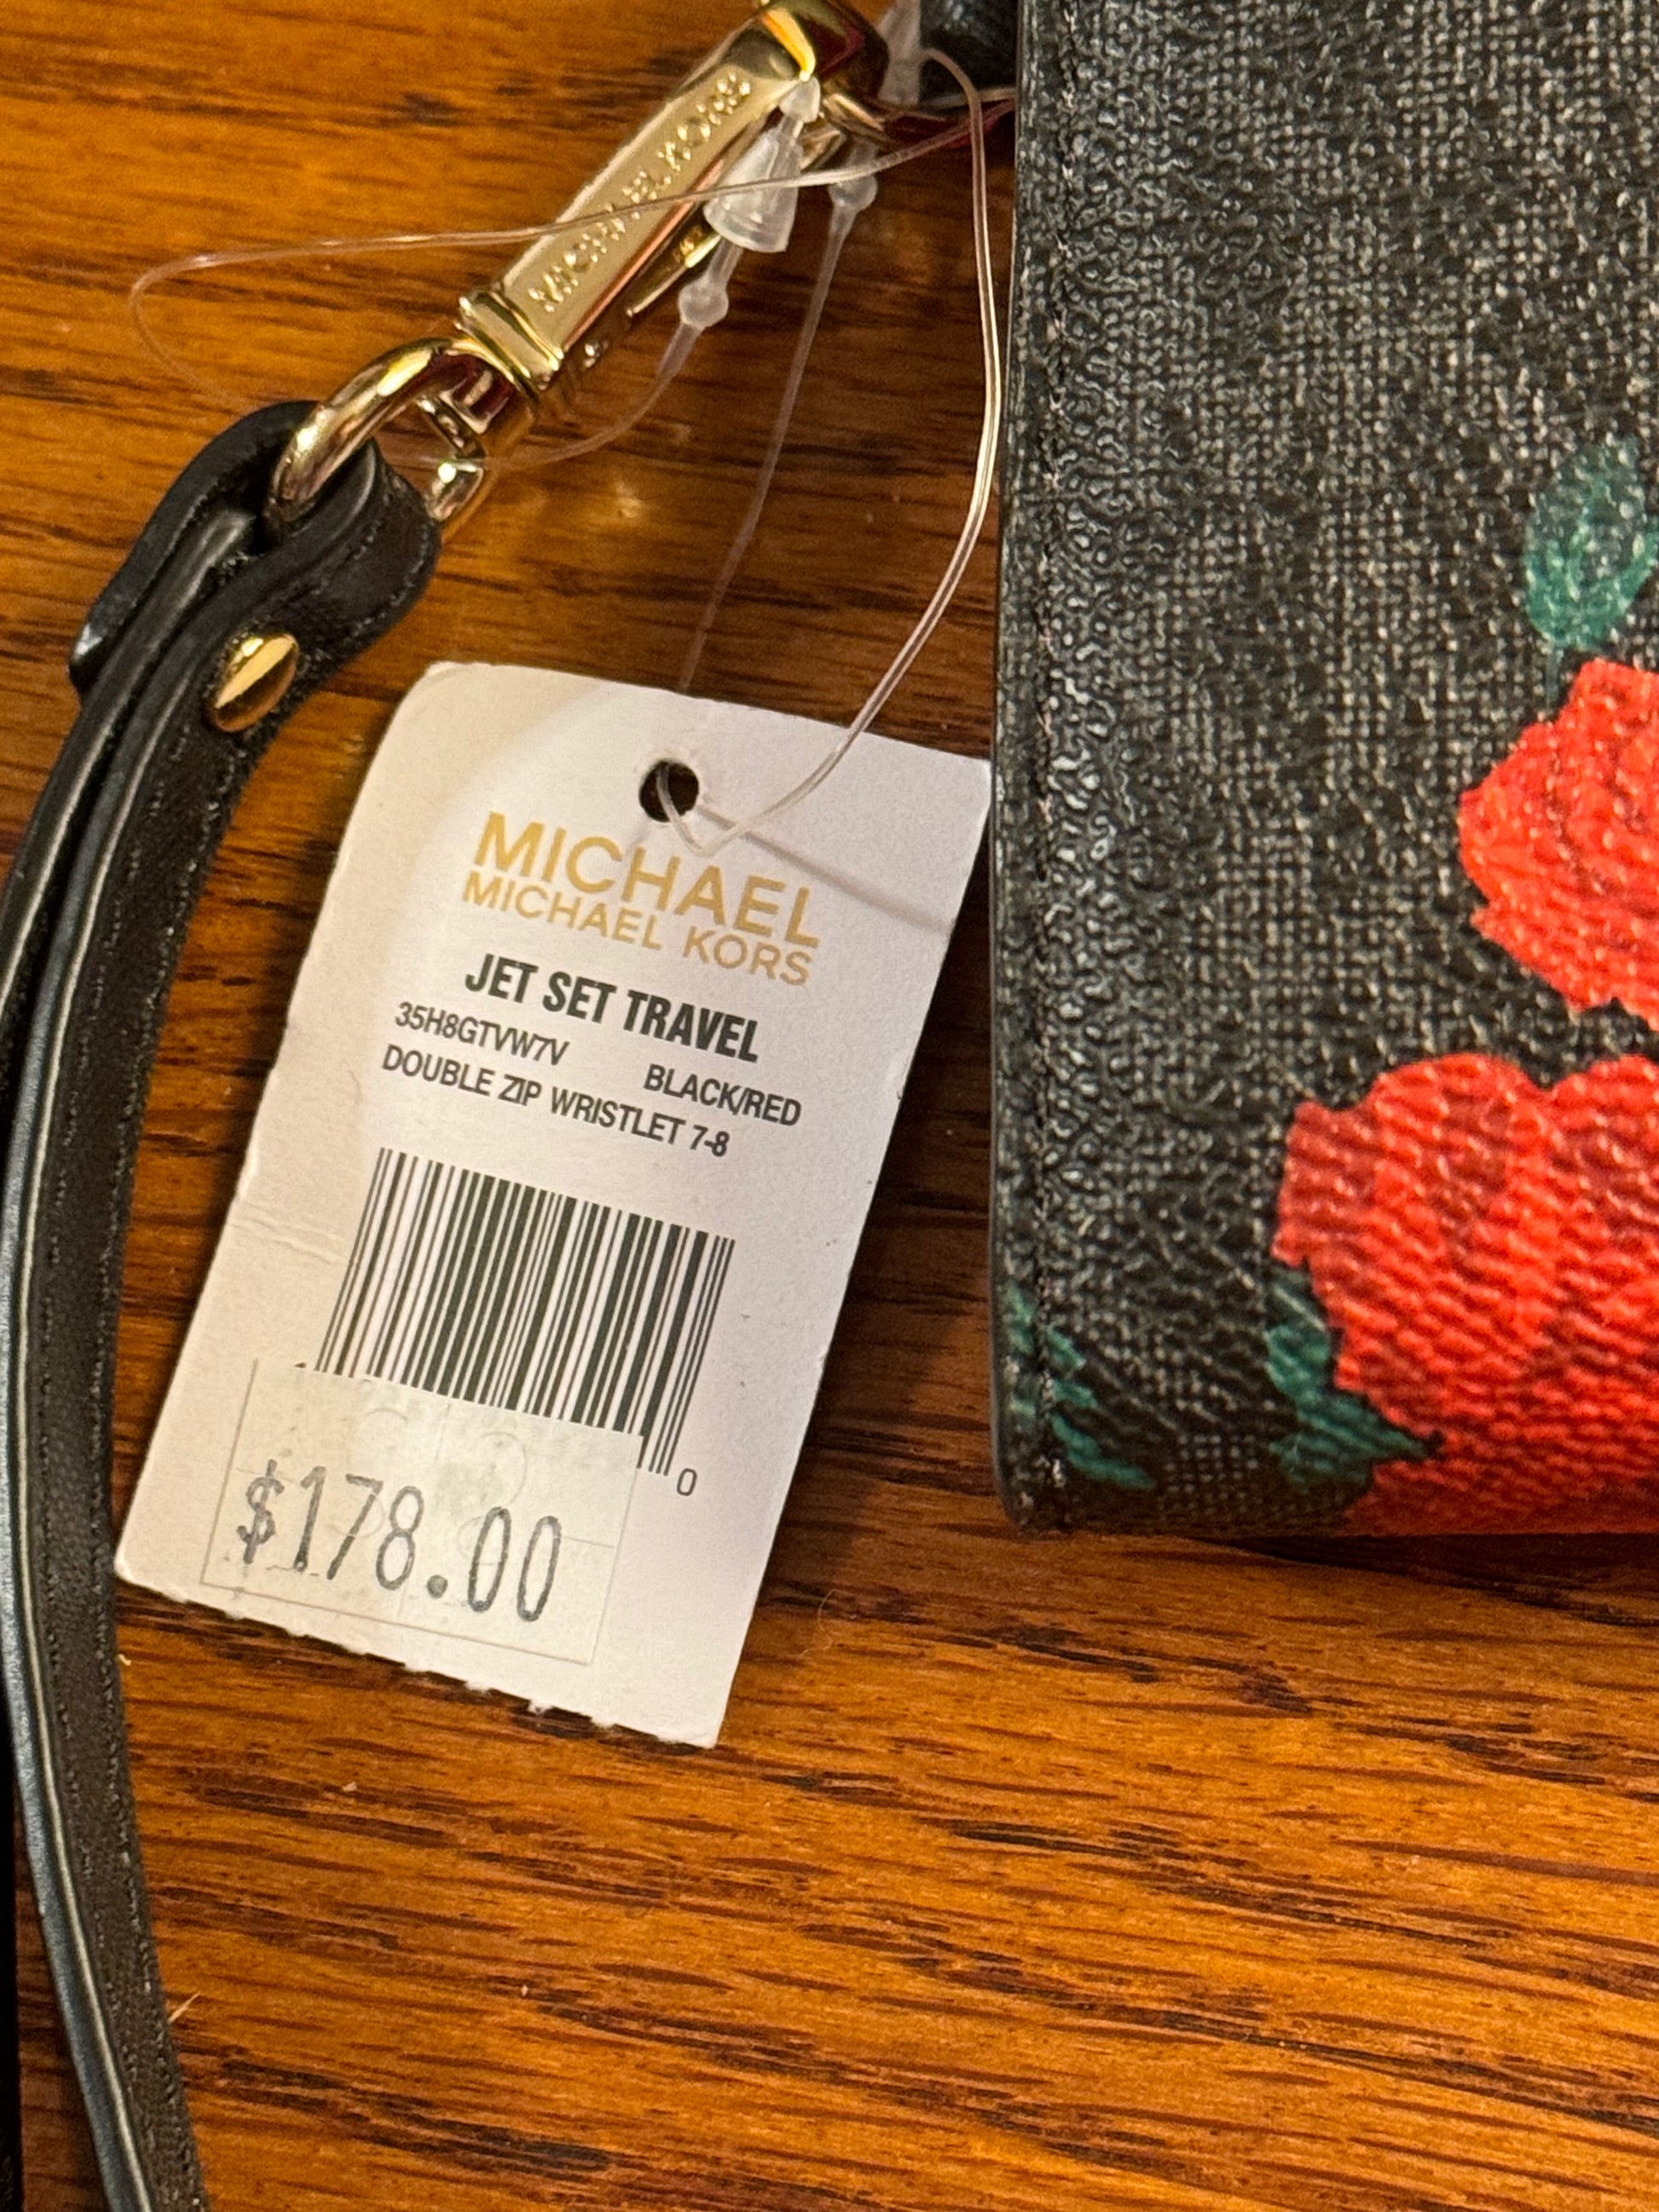 MICHAEL KORS
MICHAEL
MICHAEL KORS
JET SET TRAVEL
35H8GTVW7V BLACK/RED
DOUBLE ZIP WRISTLET 7-8
0
$178.00